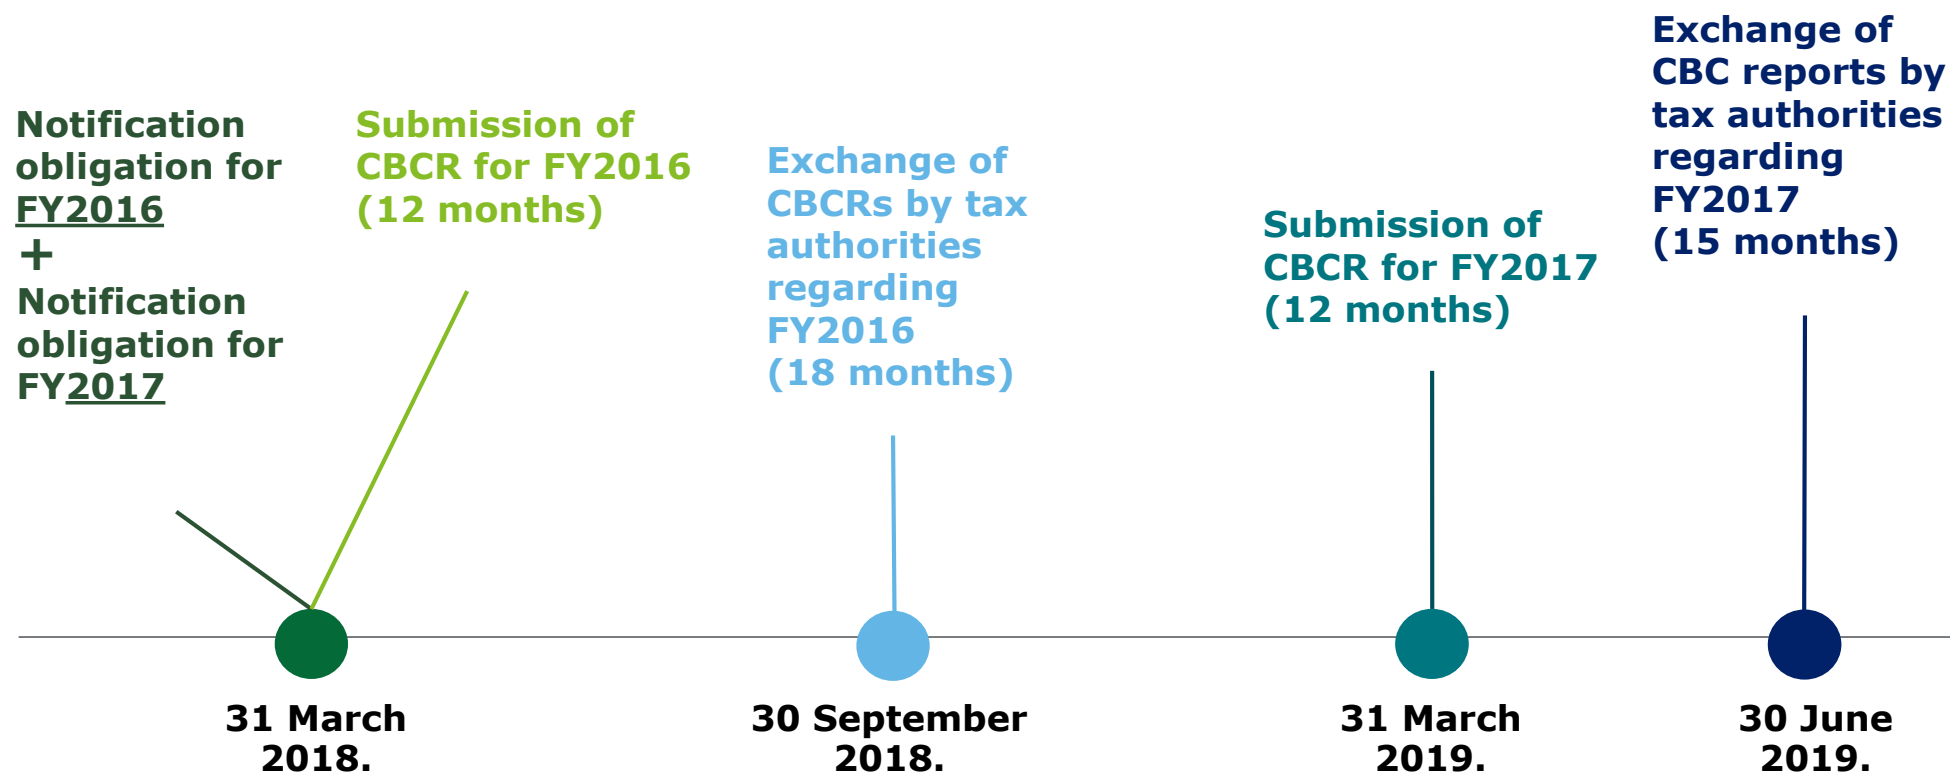 Notification
obligation for
FY2016
+
Notification
obligation for
FY2017
Submission of
CBCR for FY2016
(12 months)
Exchange of
CBCRs by tax
authorities
regarding
FY2016
(18 months)
Submission of
CBCR for FY2017
(12 months)
Exchange of
CBC reports by
tax authorities
regarding
FY2017
(15 months)
31 March
2018.
30 September
2018.
31 March
2019.
30 June
2019.